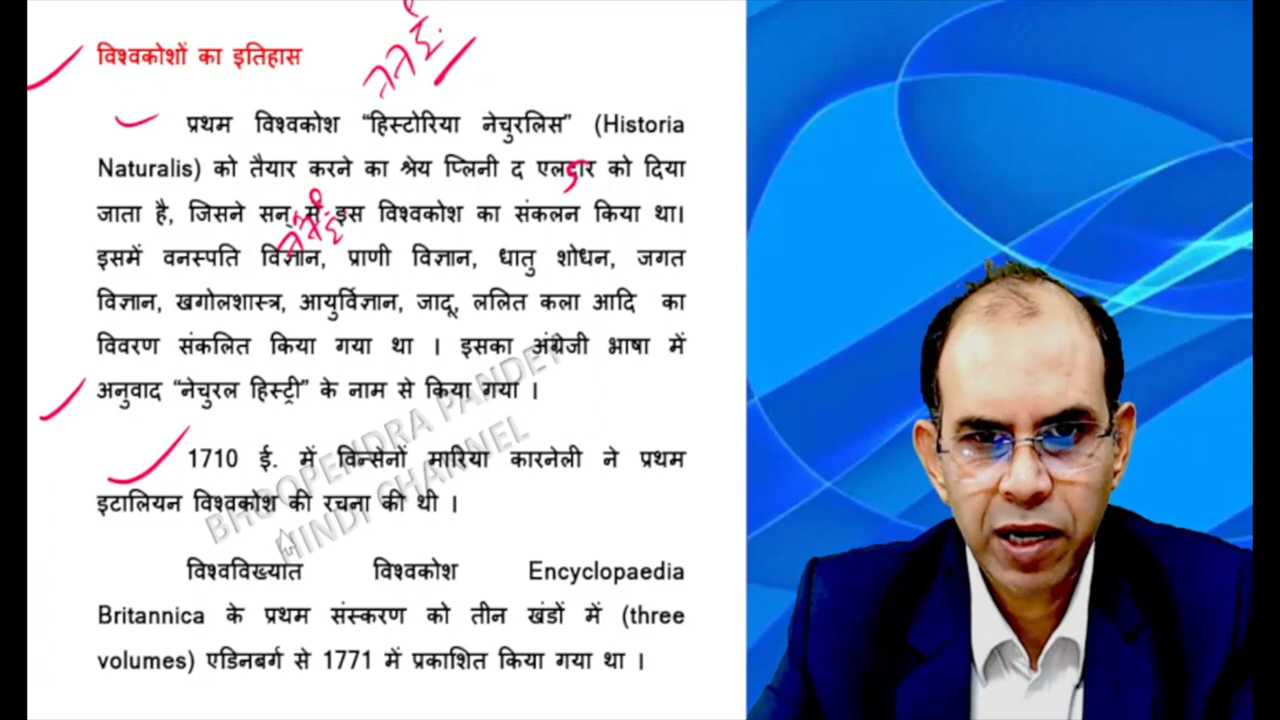 विश्वकोशों का इतिहास
प्रथम विश्वकोश “हिस्टोरिया नेचुरलिस” (Historia
Naturalis) को तैयार करने का श्रेय प्लिनी द एलडार को दिया
जाता है, जिसने सन् में इस विश्वकोश का संकलन किया था।
इसमें वनस्पति विज्ञान, प्राणी विज्ञान, धातु शोधन, जगत
विज्ञान, खगोलशास्त्र, आयुर्विज्ञान, जादू, ललित कला आदि का
विवरण संकलित किया गया था । इसका अंग्रेजी भाषा में
अनुवाद “नेचुरल हिस्ट्री” के नाम से किया गया ।
1710 ई. में विन्सेनों मारिया कारनेली ने प्रथम
इटालियन विश्वकोश की रचना की थी ।
विश्वविख्यात विश्वकोश Encyclopaedia
Britannica के प्रथम संस्करण को तीन खंडों में (three
volumes) एडिनबर्ग से 1771 में प्रकाशित किया गया था ।
BHOOPENDRA PANDEY
HINDI CHANNEL